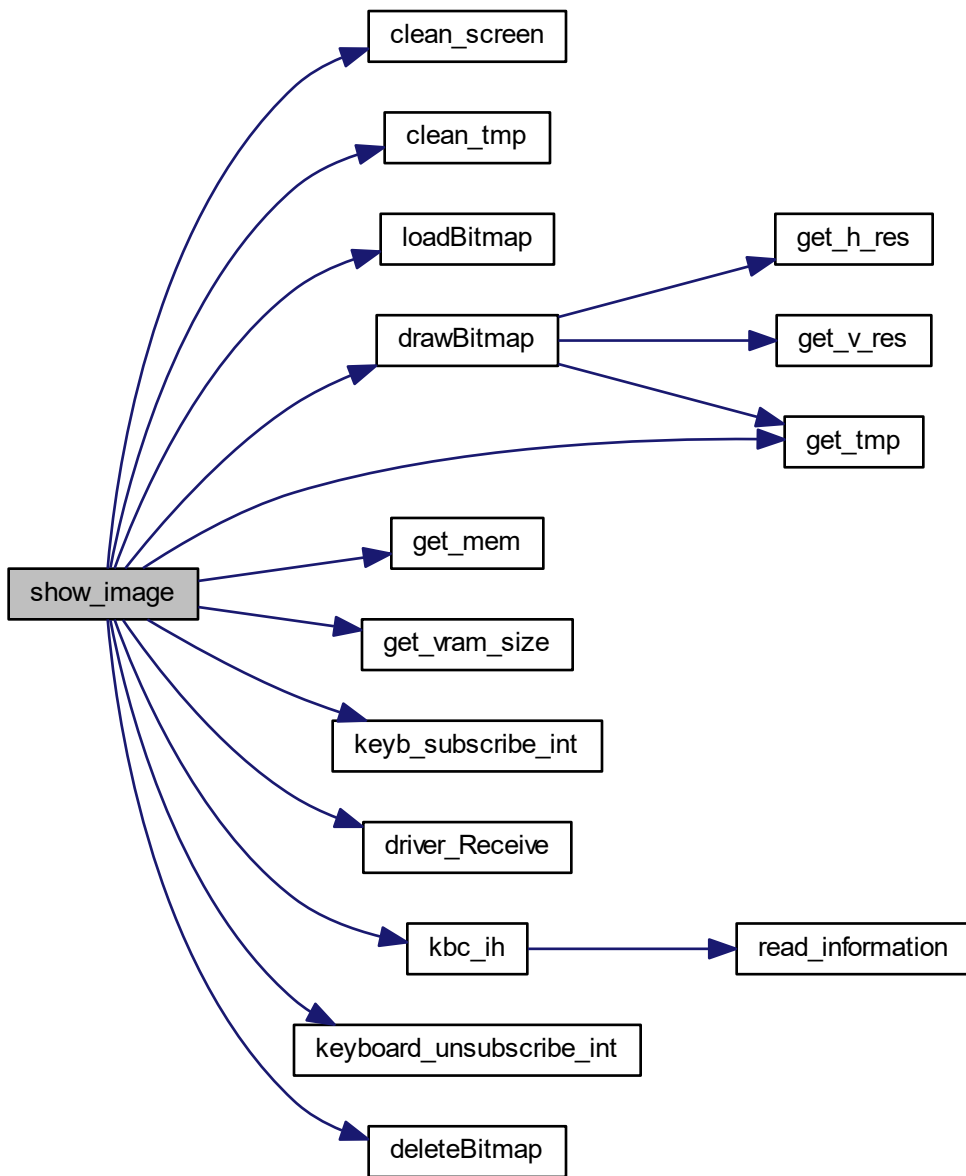 clean_screen
clean_tmp
loadBitmap
get_h_res
drawBitmap
get_v_res
get_tmp
get_mem
show_image
get_vram_size
keyb_subscribe_int
driver_Receive
kbc_ih
read_information
keyboard_unsubscribe_int
deleteBitmap